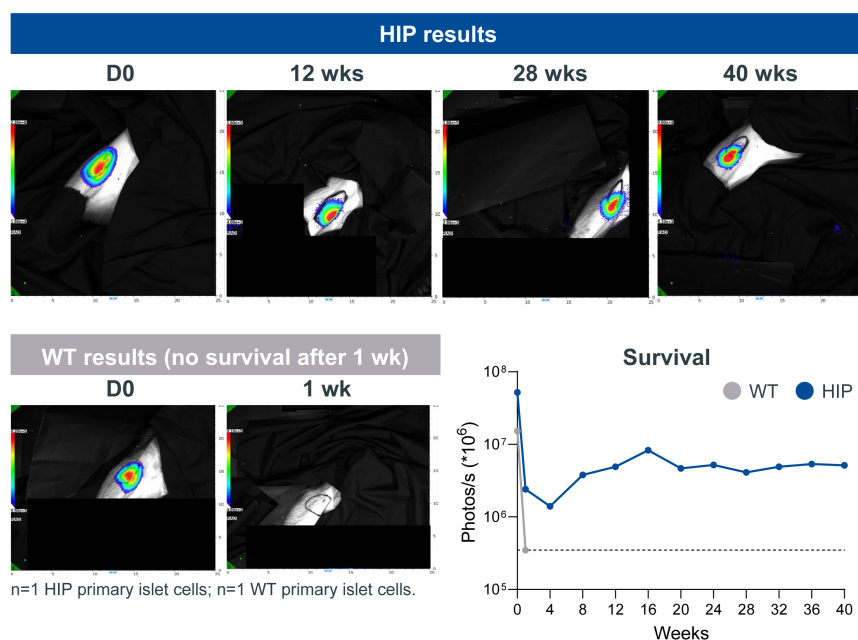 HIP results
D0
12 wks
28 wks
40 wks
WT results (no survival after 1 wk)
D0
1 wk
n=1 HIP primary islet cells; n=1 WT primary islet cells.
Survival
WT
HIP
Photos/s (*10⁶)
10⁸
10⁷
10⁶
10⁵
0 4 8 12 16 20 24 28 32 36 40
Weeks